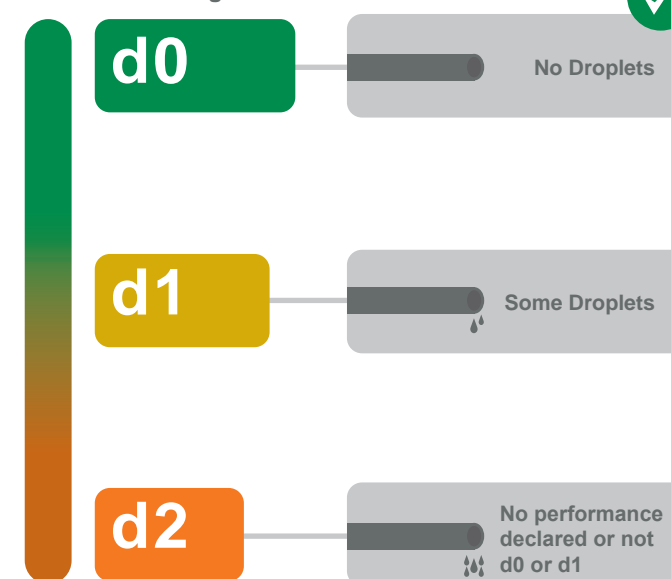 d0
No Droplets
d1
Some Droplets
d2
No performance
declared or not
d0 or d1